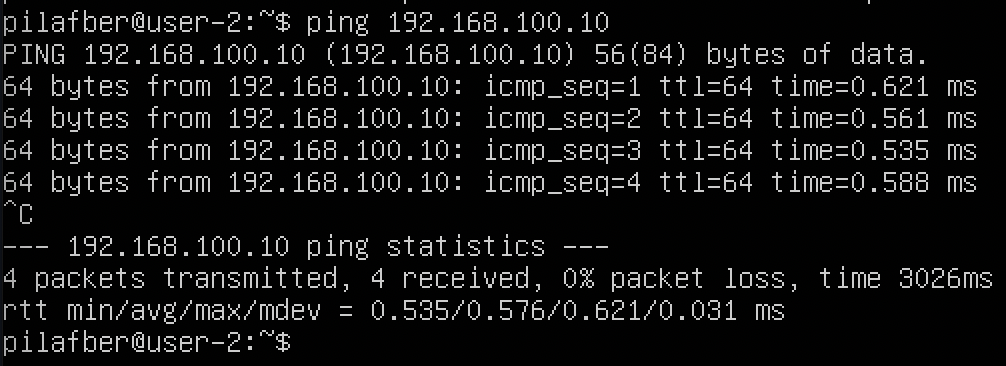 pilafber@user-2:~$ ping 192.168.100.10
PING 192.168.100.10 (192.168.100.10) 56(84) bytes of data.
64 bytes from 192.168.100.10: icmp_seq=1 ttl=64 time=0.621 ms
64 bytes from 192.168.100.10: icmp_seq=2 ttl=64 time=0.561 ms
64 bytes from 192.168.100.10: icmp_seq=3 ttl=64 time=0.535 ms
64 bytes from 192.168.100.10: icmp_seq=4 ttl=64 time=0.588 ms
^C
--- 192.168.100.10 ping statistics ---
4 packets transmitted, 4 received, 0% packet loss, time 3026ms
rtt min/avg/max/mdev = 0.535/0.576/0.621/0.031 ms
pilafber@user-2:~$